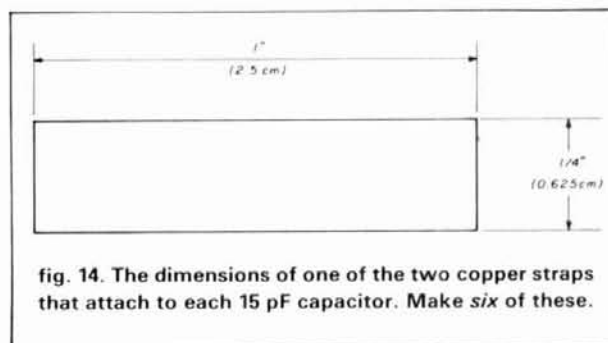 1"
(2.5 cm)
1/4"
(0.625cm)
fig. 14. The dimensions of one of the two copper straps
that attach to each 15 pF capacitor. Make six of these.